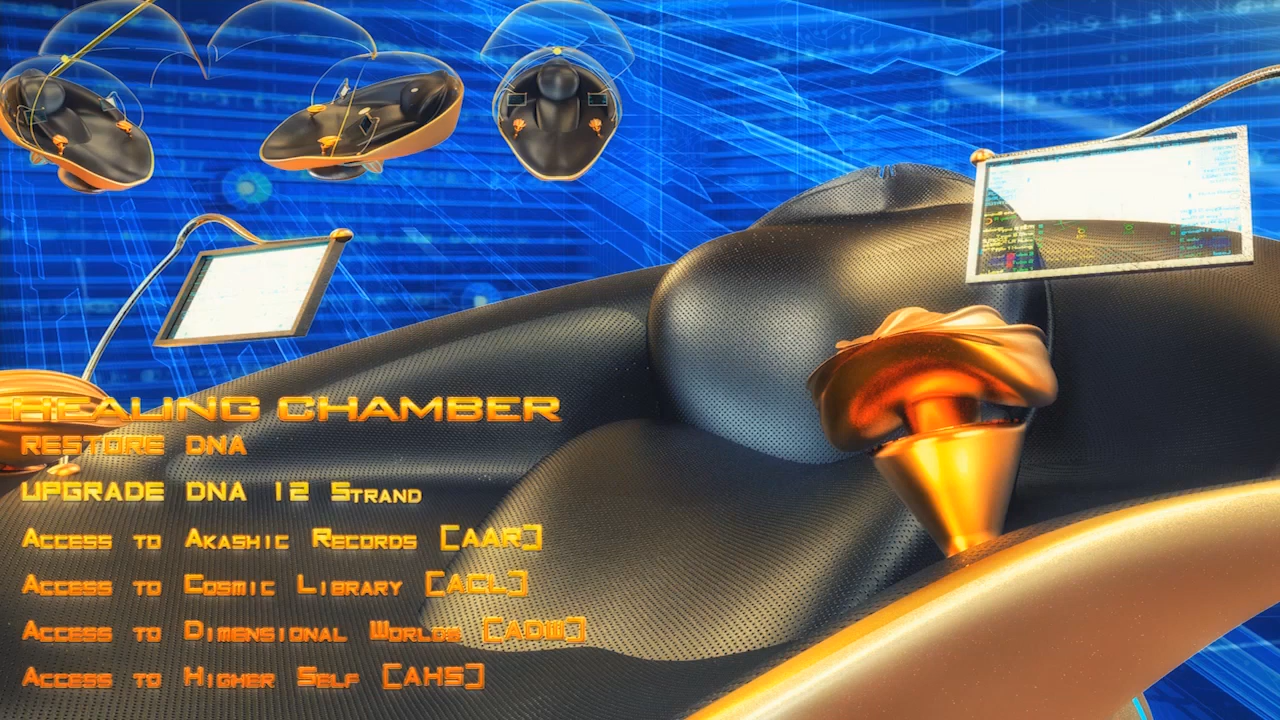 HEALING CHAMBER
RESTORE DNA
UPGRADE DNA 12 STRAND
ACCESS TO AKASHIC RECORDS [AAR]
ACCESS TO COSMIC LIBRARY [ACL]
ACCESS TO DIMENSIONAL WORLDS [ADW]
ACCESS TO HIGHER SELF [AHS]